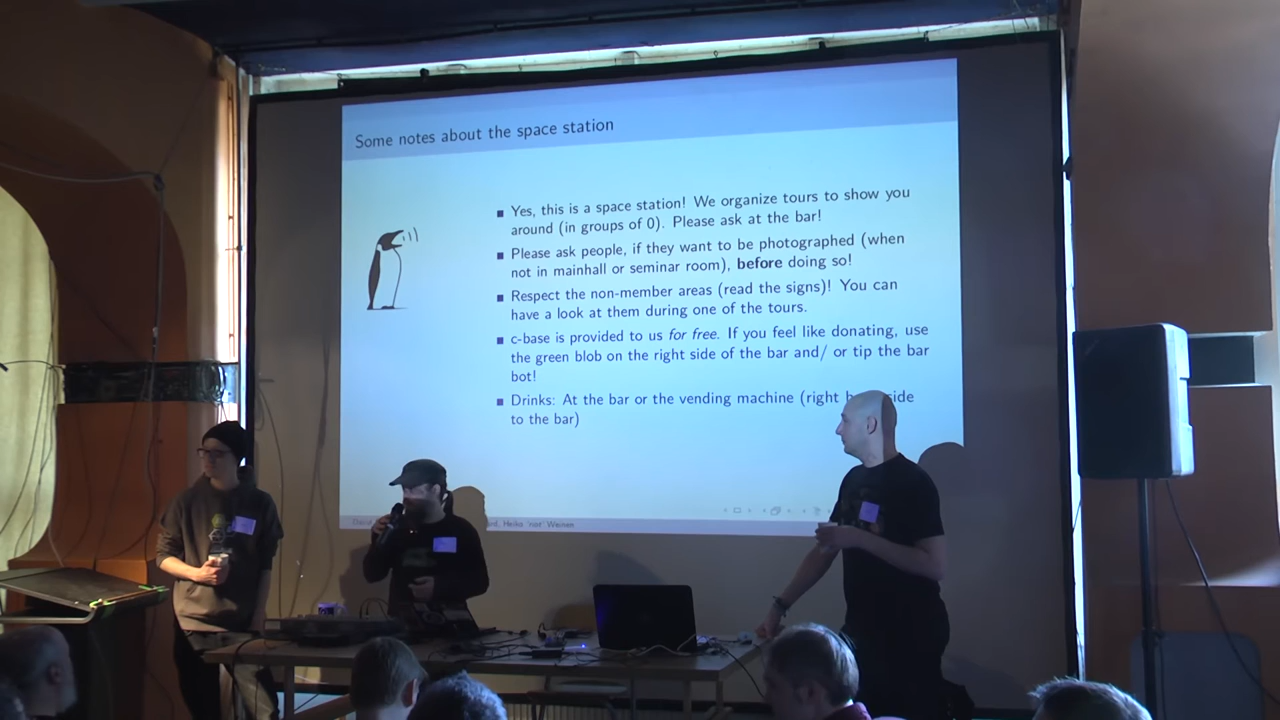 Some notes about the space station
Yes, this is a space station! We organize tours to show you
around (in groups of 0). Please ask at the bar!
Please ask people, if they want to be photographed (when
not in mainhall or seminar room), before doing so!
Respect the non-member areas (read the signs)! You can
have a look at them during one of the tours.
c-base is provided to us for free. If you feel like donating, use
the green blob on the right side of the bar and/ or tip the bar
bot!
Drinks: At the bar or the vending machine (right
to the bar)
Heiko 'nas' Weinen